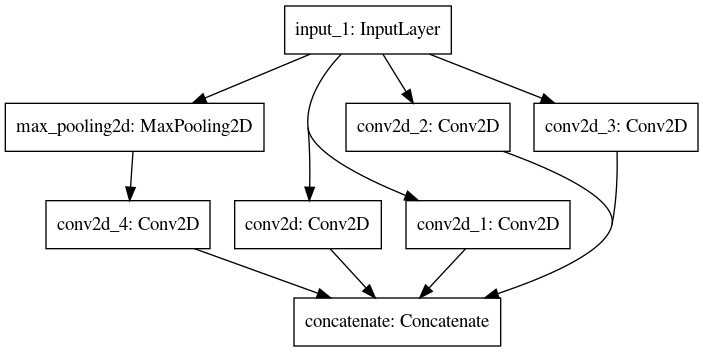 input_1: InputLayer
max_pooling2d: MaxPooling2D
conv2d_2: Conv2D
conv2d_3: Conv2D
conv2d_4: Conv2D
conv2d: Conv2D
conv2d_1: Conv2D
concatenate: Concatenate